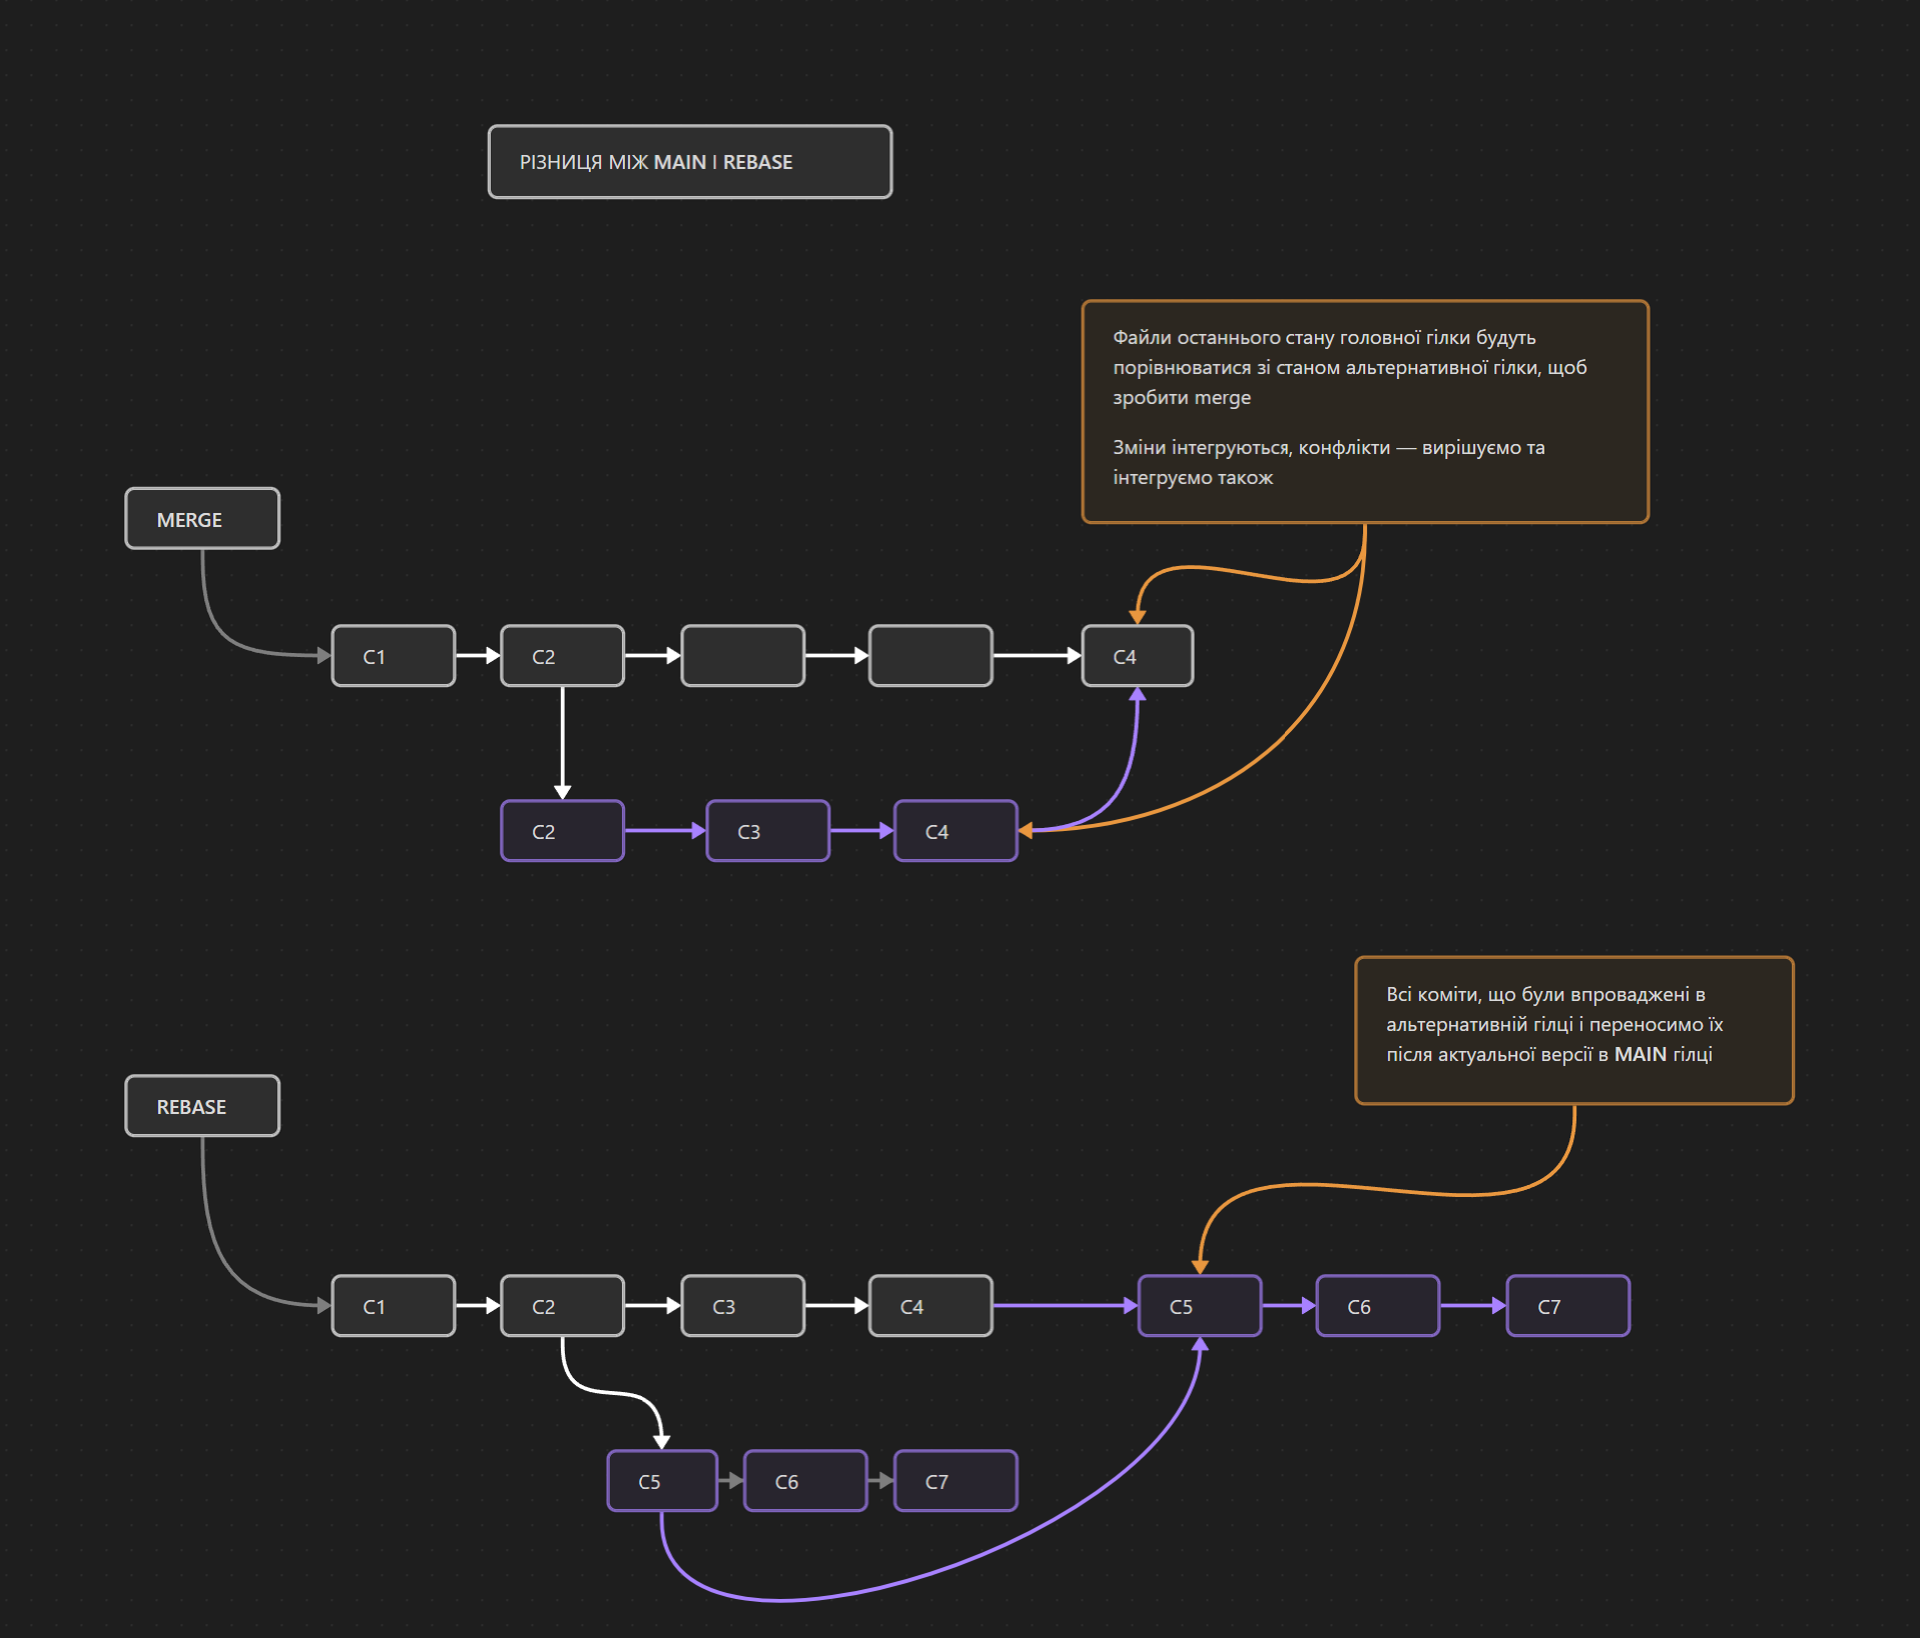 РІЗНИЦЯ МІЖ MAIN І REBASE
Файли останнього стану головної гілки будуть
порівнюватися зі станом альтернативної гілки, щоб
зробити merge
Зміни інтегруються, конфлікти — вирішуємо та
інтегруємо також
MERGE
C1
C2
C4
C2
C3
C4
Всі коміти, що були впроваджені в
альтернативній гілці і переносимо їх
після актуальної версії в MAIN гілці
REBASE
C1
C2
C3
C4
C5
C6
C7
C5
C6
C7